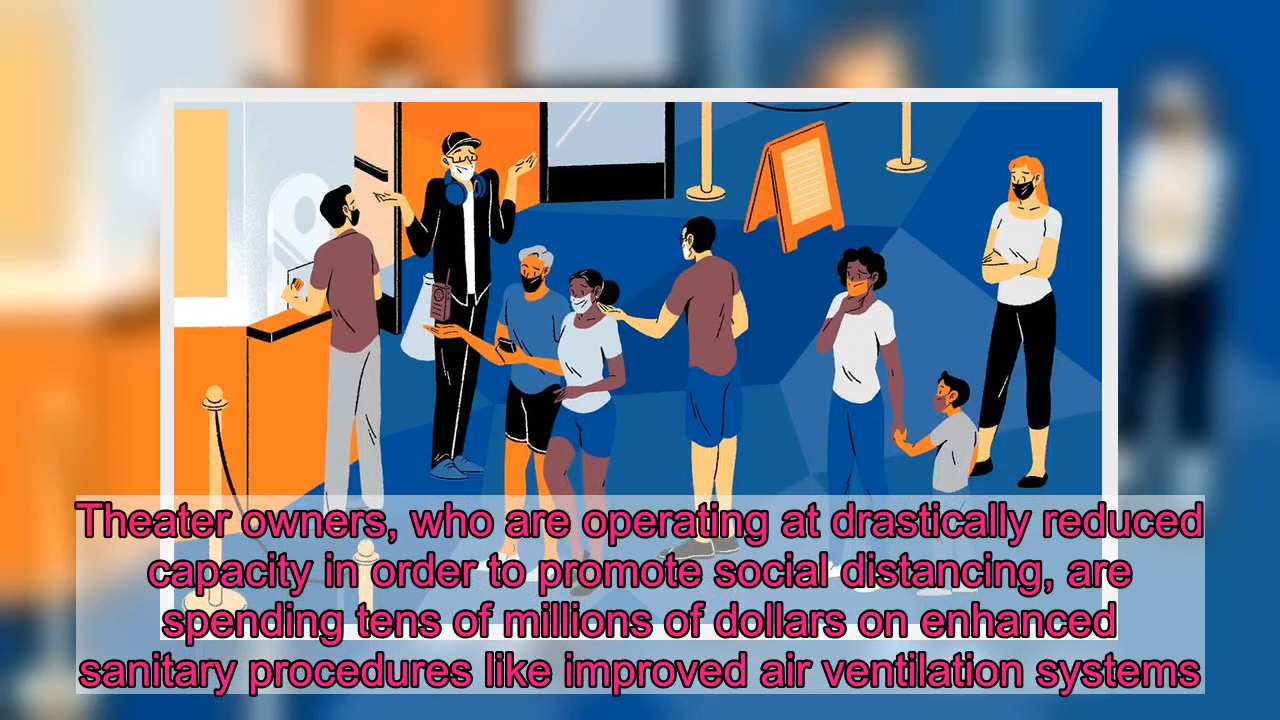 Theater owners, who are operating at drastically reduced
capacity in order to promote social distancing, are
spending tens of millions of dollars on enhanced
sanitary procedures like improved air ventilation systems